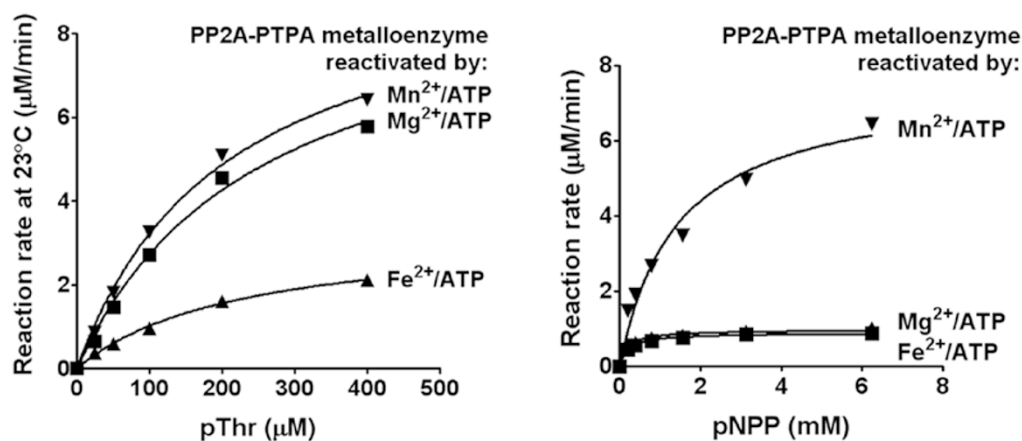 PP2A-PTPA metalloenzyme
reactivated by:
Mn²⁺/ATP
Mg²⁺/ATP
Fe²⁺/ATP
Reaction rate at 23°C (µM/min)
8
6
4
2
0
0 100 200 300 400 500
pThr (µM)
PP2A-PTPA metalloenzyme
reactivated by:
Mn²⁺/ATP
Mg²⁺/ATP
Fe²⁺/ATP
Reaction rate (µM/min)
8
6
4
2
0
0 2 4 6 8
pNPP (mM)